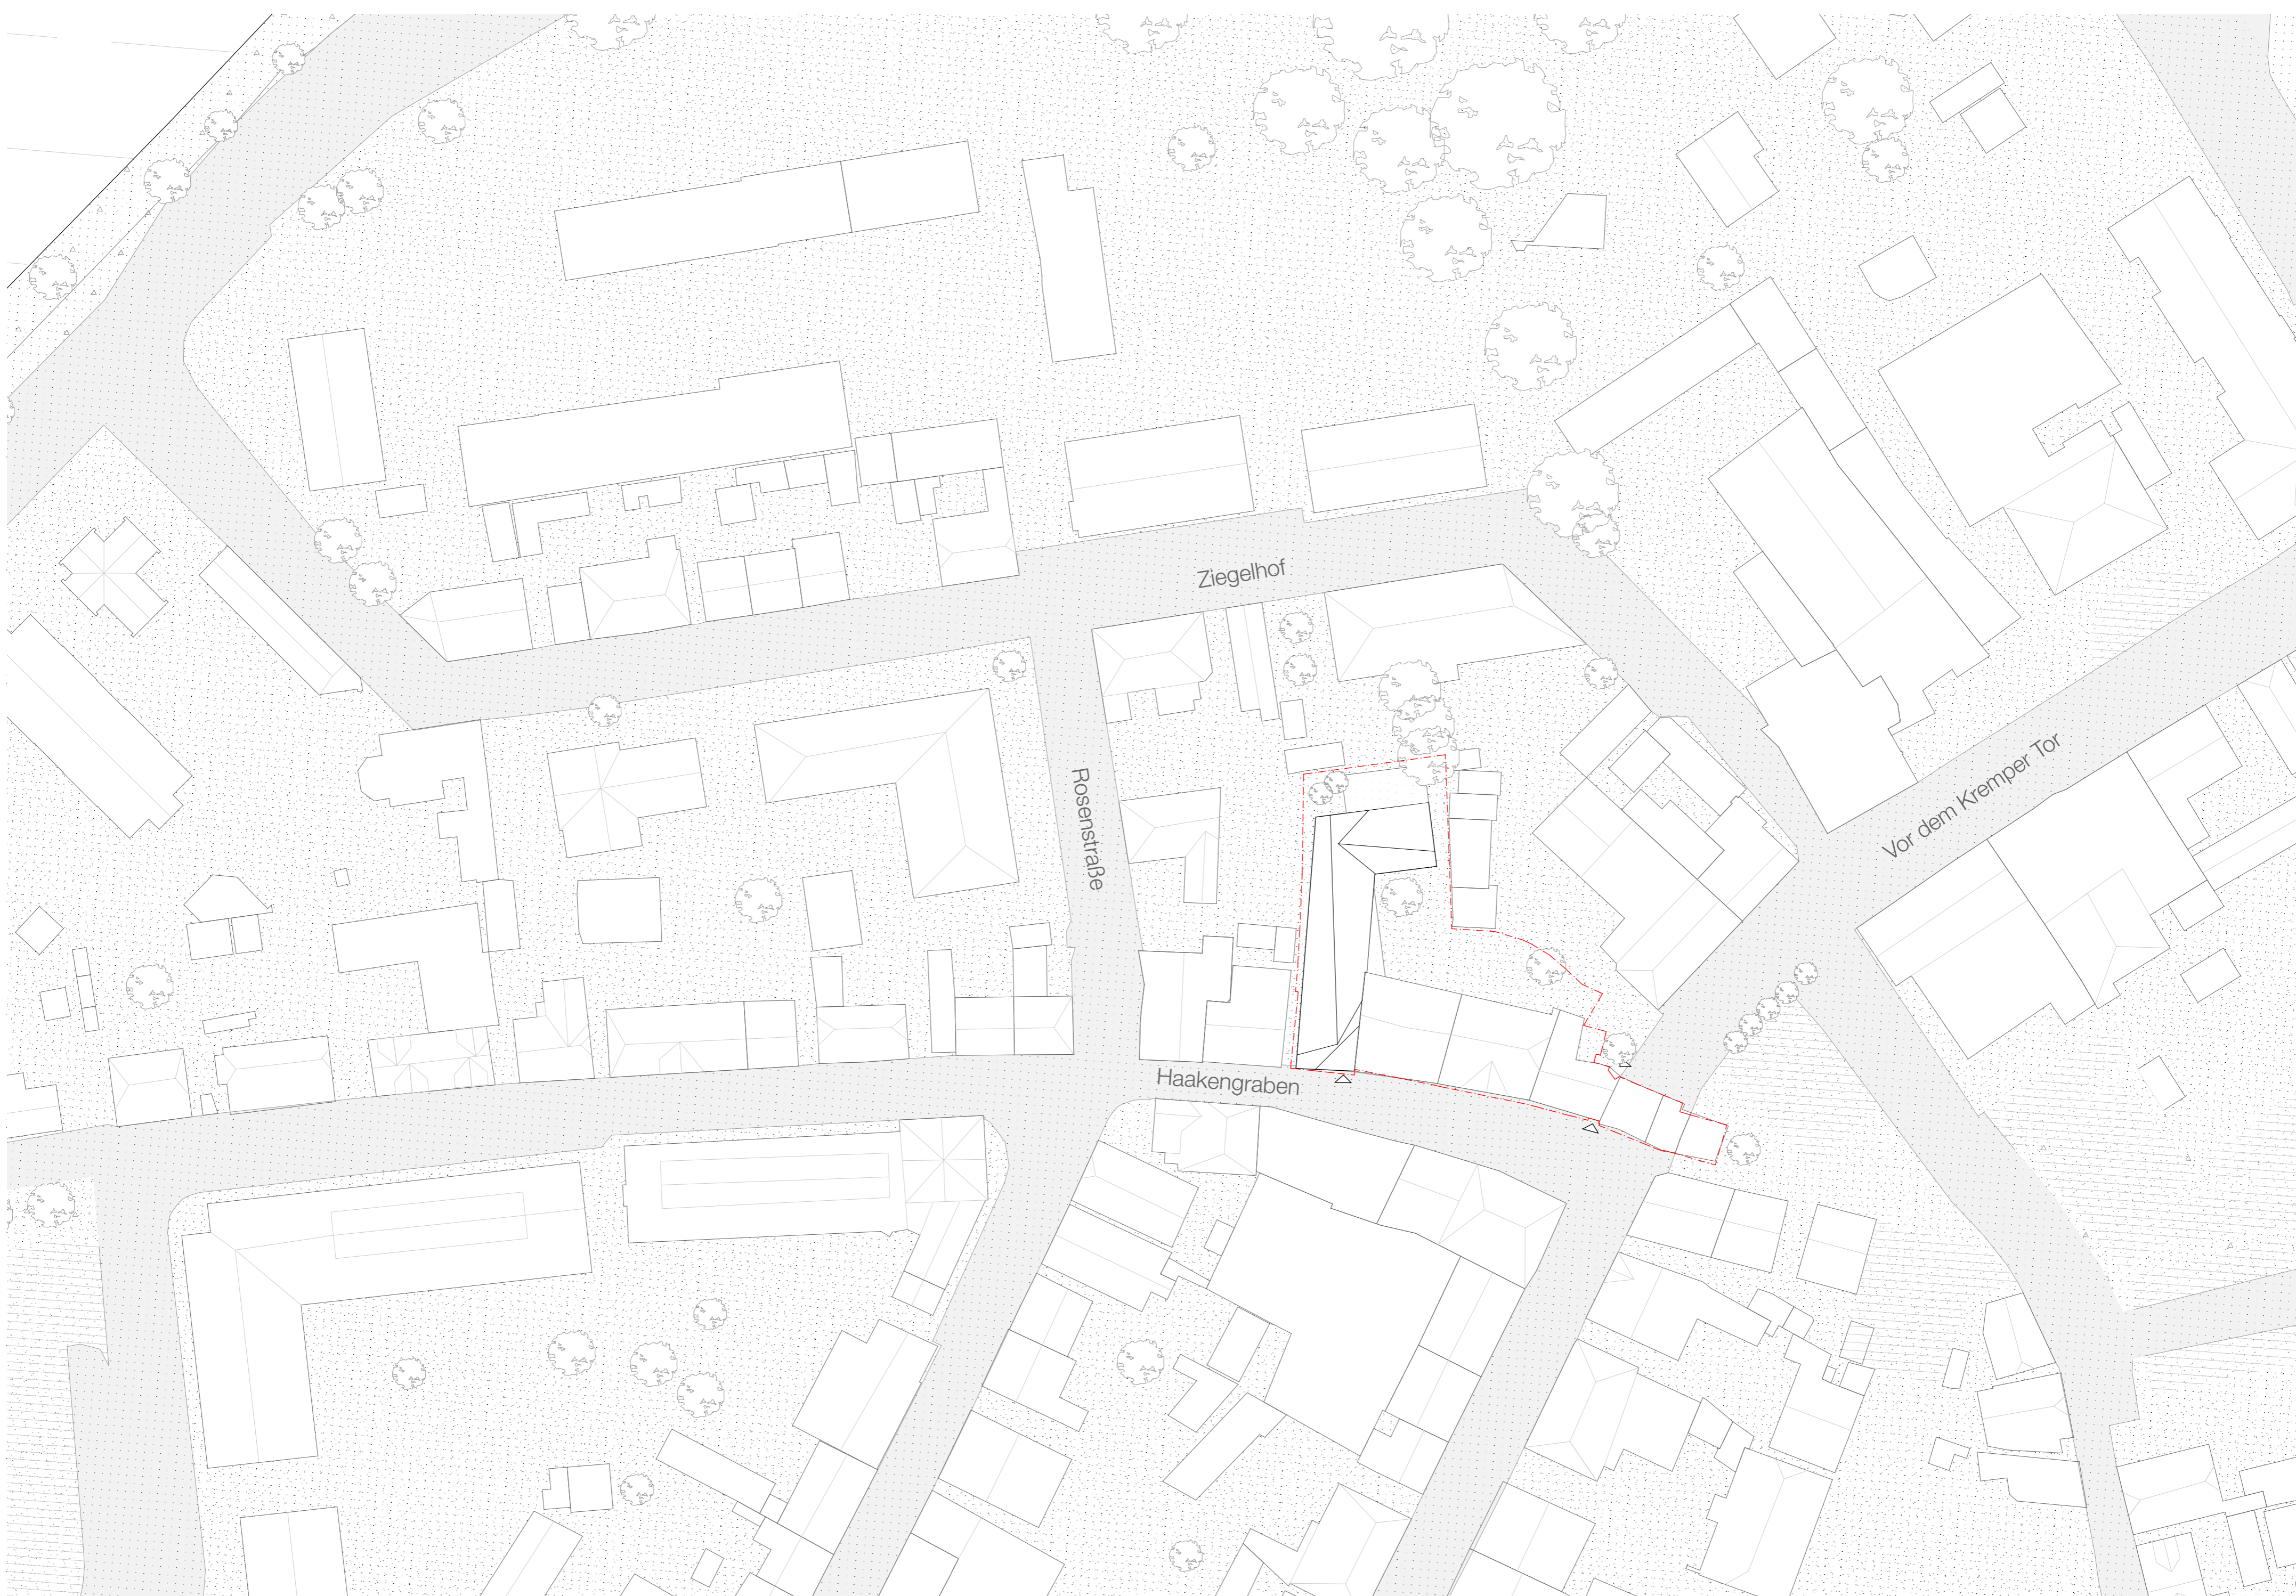 Ziegelhof
Vor dem Kremper Tor
Rosenstraße
Haakengraben